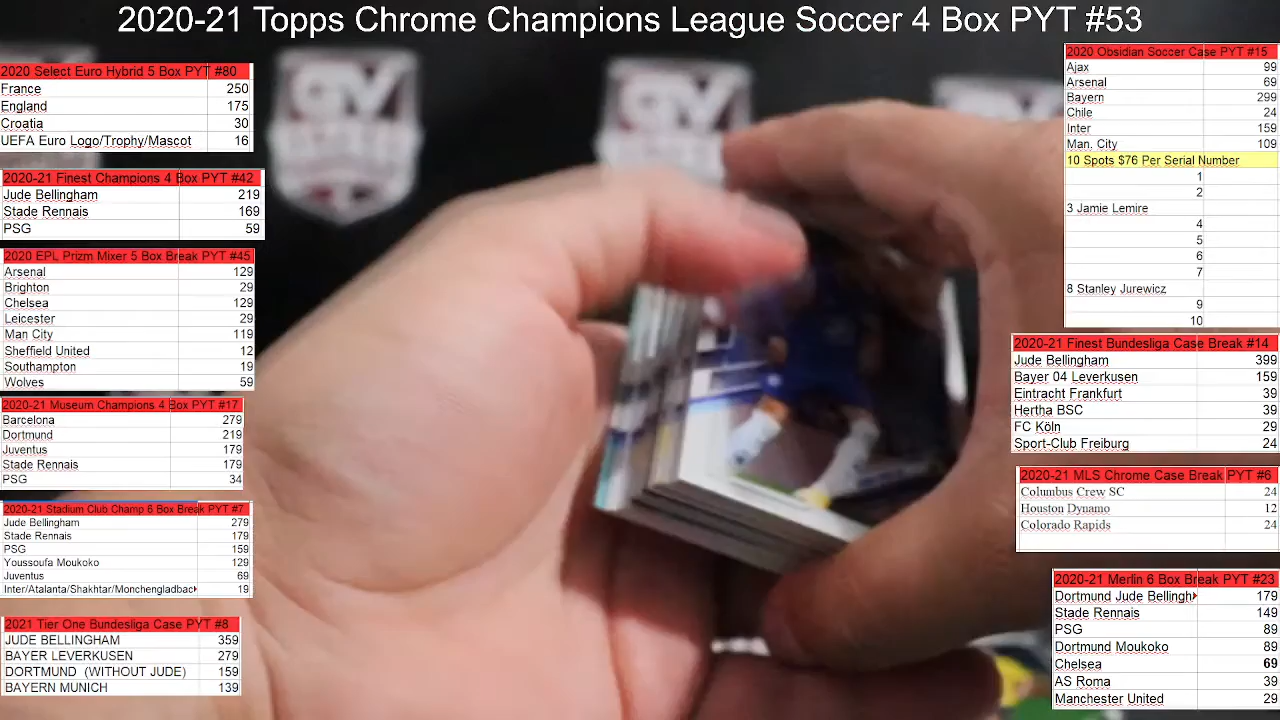 2020-21 Topps Chrome Champions League Soccer 4 Box PYT #53
2020 Select Euro Hybrid 5 Box PYT #80
France 250
England 175
Croatia 30
UEFA Euro Logo/Trophy/Mascot 16
2020-21 Finest Champions 4 Box PYT #42
Jude Bellingham 219
Stade Rennais 169
PSG 59
2020 EPL Prizm Mixer 5 Box Break PYT #45
Arsenal 129
Brighton 29
Chelsea 129
Leicester 29
Man City 119
Sheffield United 12
Southampton 19
Wolves 59
2020-21 Museum Champions 4 Box PYT #17
Barcelona 279
Dortmund 219
Juventus 179
Stade Rennais 179
PSG 34
2020-21 Stadium Club Champ 6 Box Break PYT #7
Jude Bellingham 279
Stade Rennais 179
PSG 159
Youssoufa Moukoko 129
Juventus 69
Inter/Atalanta/Shakhtar/Monchengladbac 19
2021 Tier One Bundesliga Case PYT #8
JUDE BELLINGHAM 359
BAYER LEVERKUSEN 279
DORTMUND (WITHOUT JUDE) 159
BAYERN MUNICH 139
2020 Obsidian Soccer Case PYT #15
Ajax 99
Arsenal 69
Bayern 299
Chile 24
Inter 159
Man. City 109
10 Spots $76 Per Serial Number
1
2
3 Jamie Lemire
4
5
6
7
8 Stanley Jurewicz
9
10
2020-21 Finest Bundesliga Case Break #14
Jude Bellingham 399
Bayer 04 Leverkusen 159
Eintracht Frankfurt 39
Hertha BSC 39
FC Köln 29
Sport-Club Freiburg 24
2020-21 MLS Chrome Case Break PYT #6
Columbus Crew SC 24
Houston Dynamo 12
Colorado Rapids 24
2020-21 Merlin 6 Box Break PYT #23
Dortmund Jude Bellingh 179
Stade Rennais 149
PSG 89
Dortmund Moukoko 89
Chelsea 69
AS Roma 39
Manchester United 29